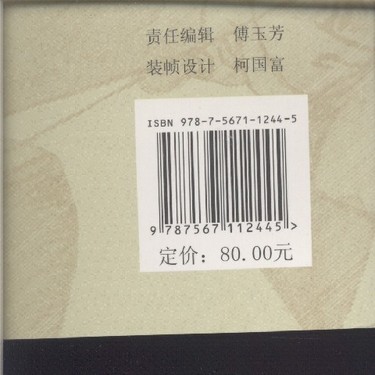 责任编辑 傅玉芳
装帧设计 柯国富
ISBN 978-7-5671-1244-5
9 787567 112445 >
定价：80.00元